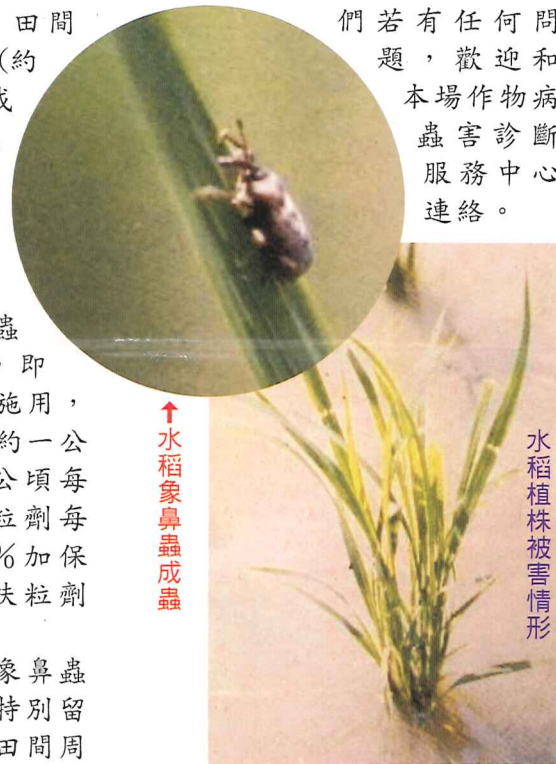 田間
(約
蟲
即
施用，
約一公
公頃每
粒劑每
%加保
夫粒劑
象鼻蟲
特別留
田間周
們若有任何問
題，歡迎和
本場作物病
蟲害診斷
服務中心
連絡。
↑水稻象鼻蟲成蟲
水稻植株被害情形